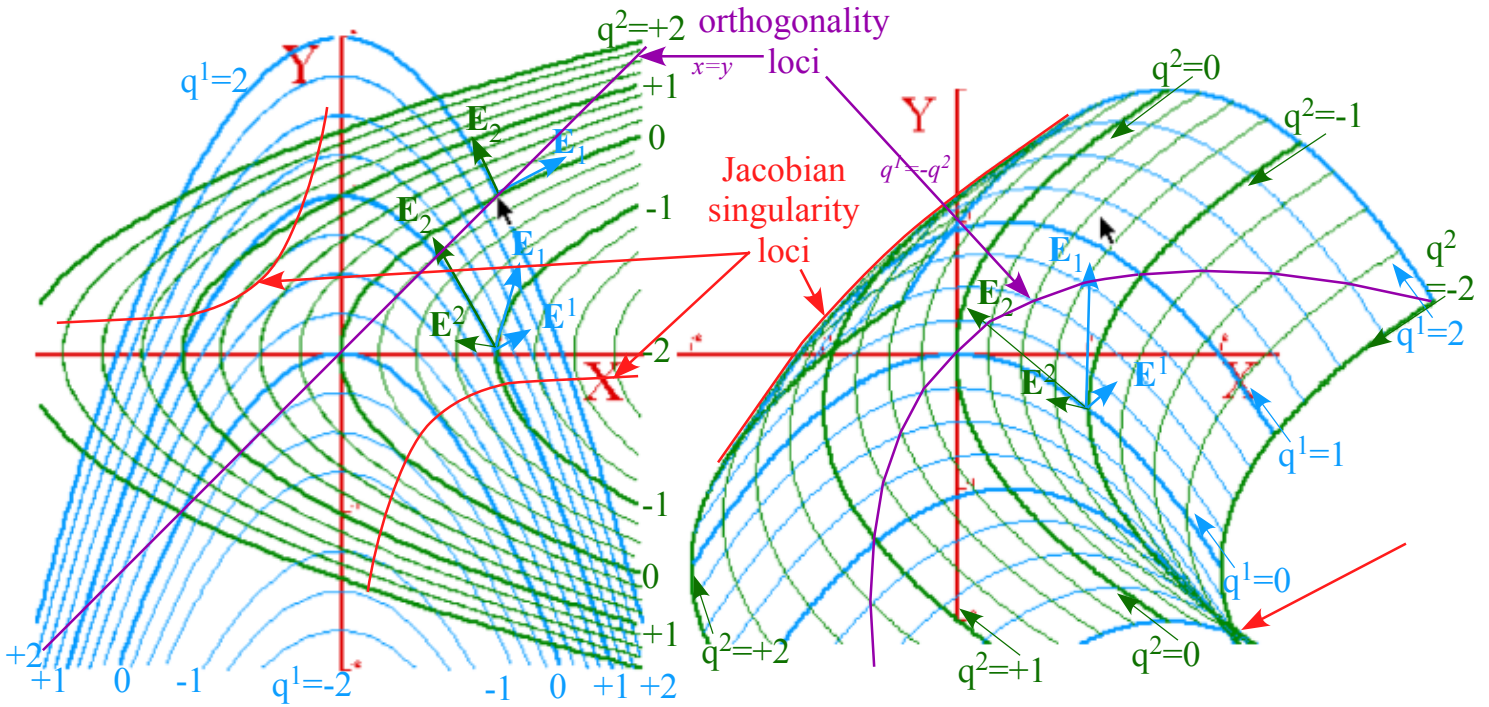 q²=+2
orthogonality
loci
x=y
Y
q¹=2
+1
0
-1
-2
E₂
E₁
E₂
E₁
E²
E¹
X
-1
0
+1
+2
+1
0
-1
q¹=-2
-1
0
+1
+2
Jacobian
singularity
loci
q¹=-q²
Y
q²=0
q²=-1
q²
=-2
q¹=2
E₁
E₂
E²
E¹
X
q¹=1
q¹=0
q²=+2
q²=+1
q²=0